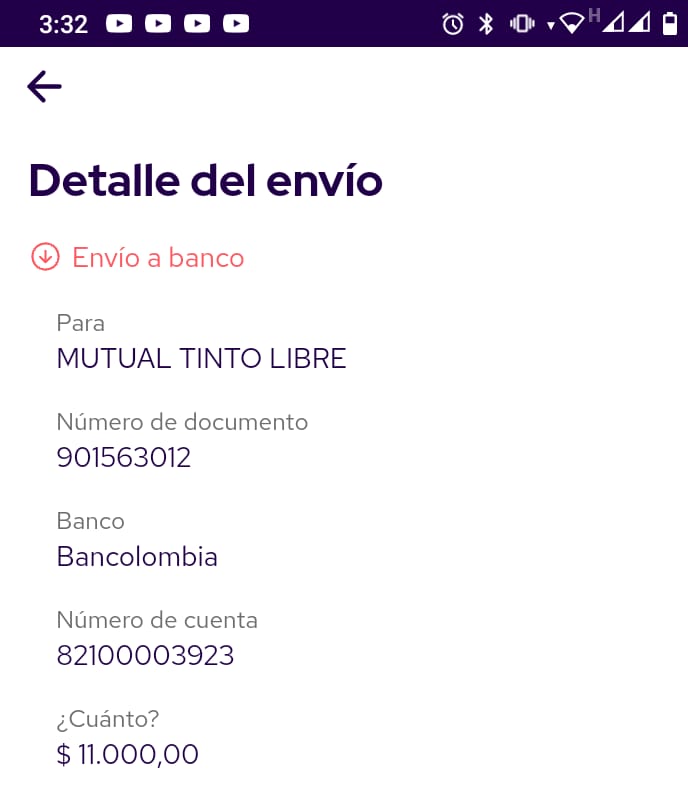 3:32
H
Detalle del envío
Envío a banco
Para
MUTUAL TINTO LIBRE
Número de documento
901563012
Banco
Bancolombia
Número de cuenta
82100003923
¿Cuánto?
$ 11.000,00